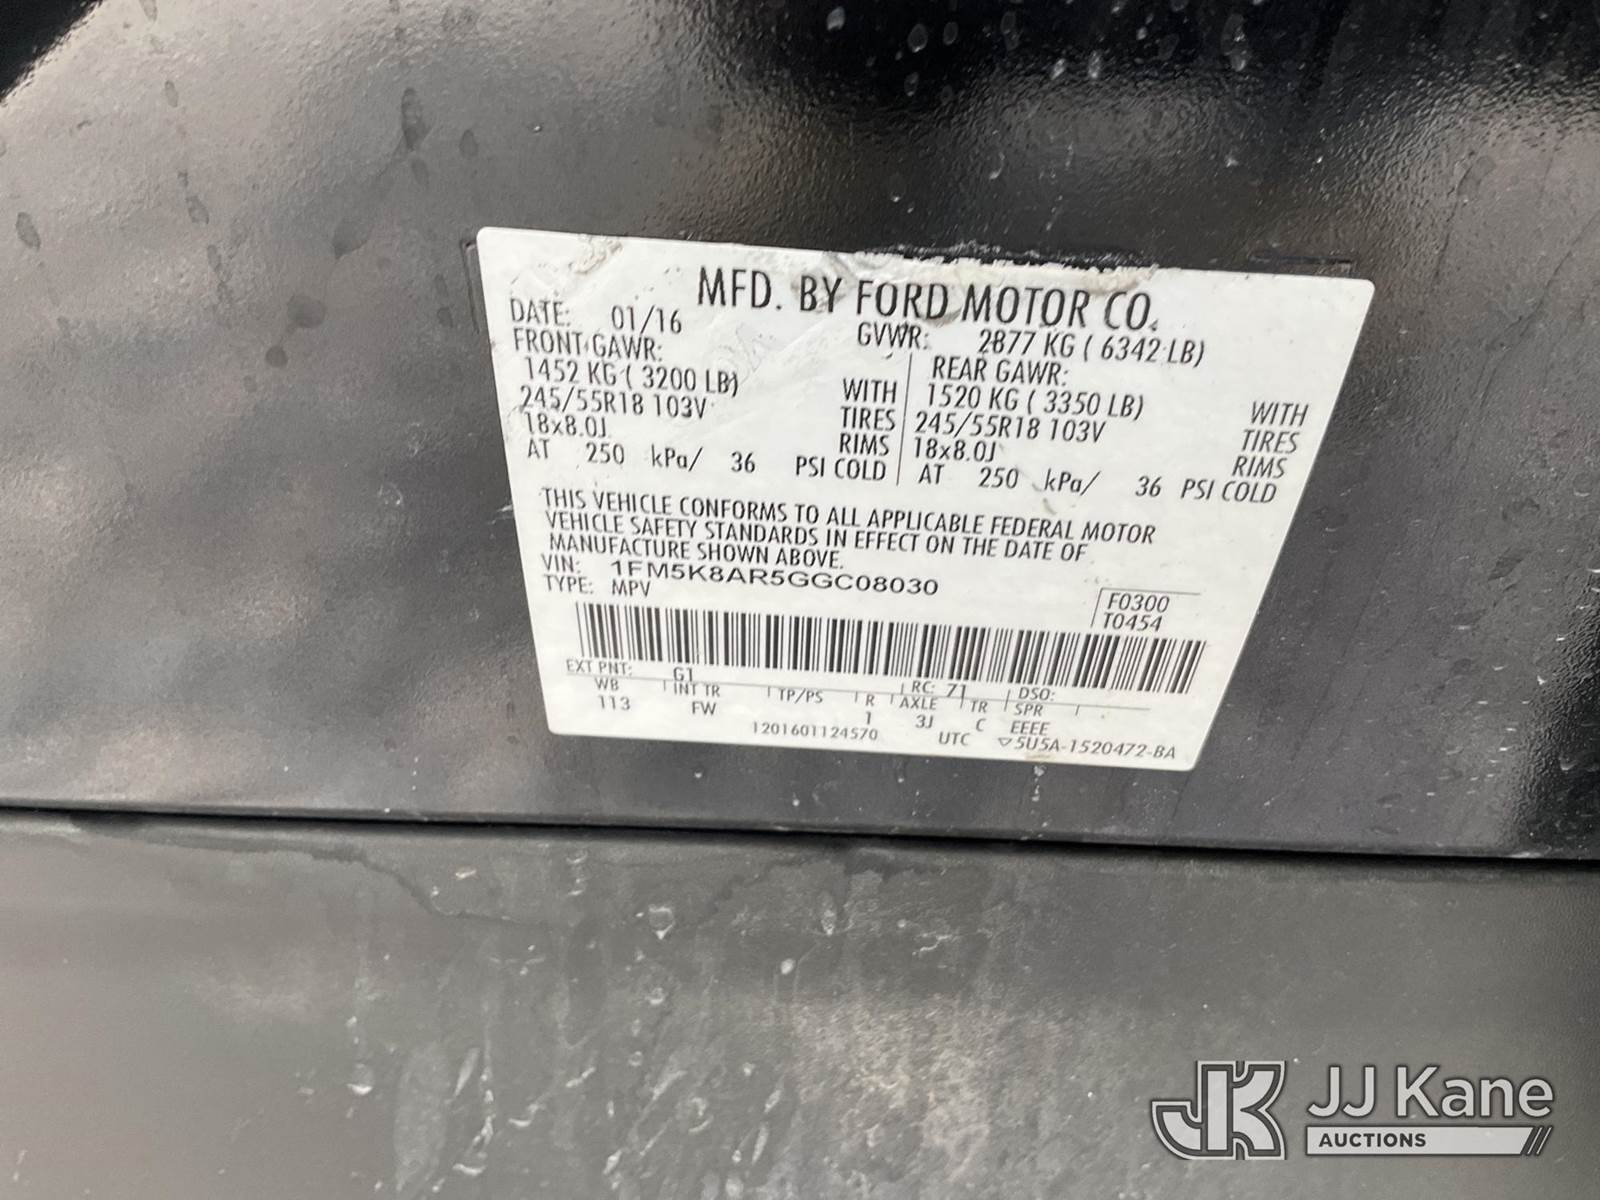 MFD. BY FORD MOTOR CO.
DATE: 01/16 GVWR: 2877 KG ( 6342 LB)
FRONT GAWR: REAR GAWR:
1452 KG ( 3200 LB) WITH 1520 KG ( 3350 LB) WITH
245/55R18 103V TIRES 245/55R18 103V TIRES
18x8.0J RIMS 18x8.0J RIMS
AT 250 kPa/ 36 PSI COLD AT 250 kPa/ 36 PSI COLD
THIS VEHICLE CONFORMS TO ALL APPLICABLE FEDERAL MOTOR
VEHICLE SAFETY STANDARDS IN EFFECT ON THE DATE OF
MANUFACTURE SHOWN ABOVE.
VIN: 1FM5K8AR5GGC08030
TYPE: MPV
F0300
T0454
EXT PNT: G1 RC: 71 DSO:
WB INT TR TP/PS R AXLE TR SPR
113 FW 1 3J C EEEE
1201601124570 UTC ▽5U5A-1520472-BA
JK JJ Kane
AUCTIONS